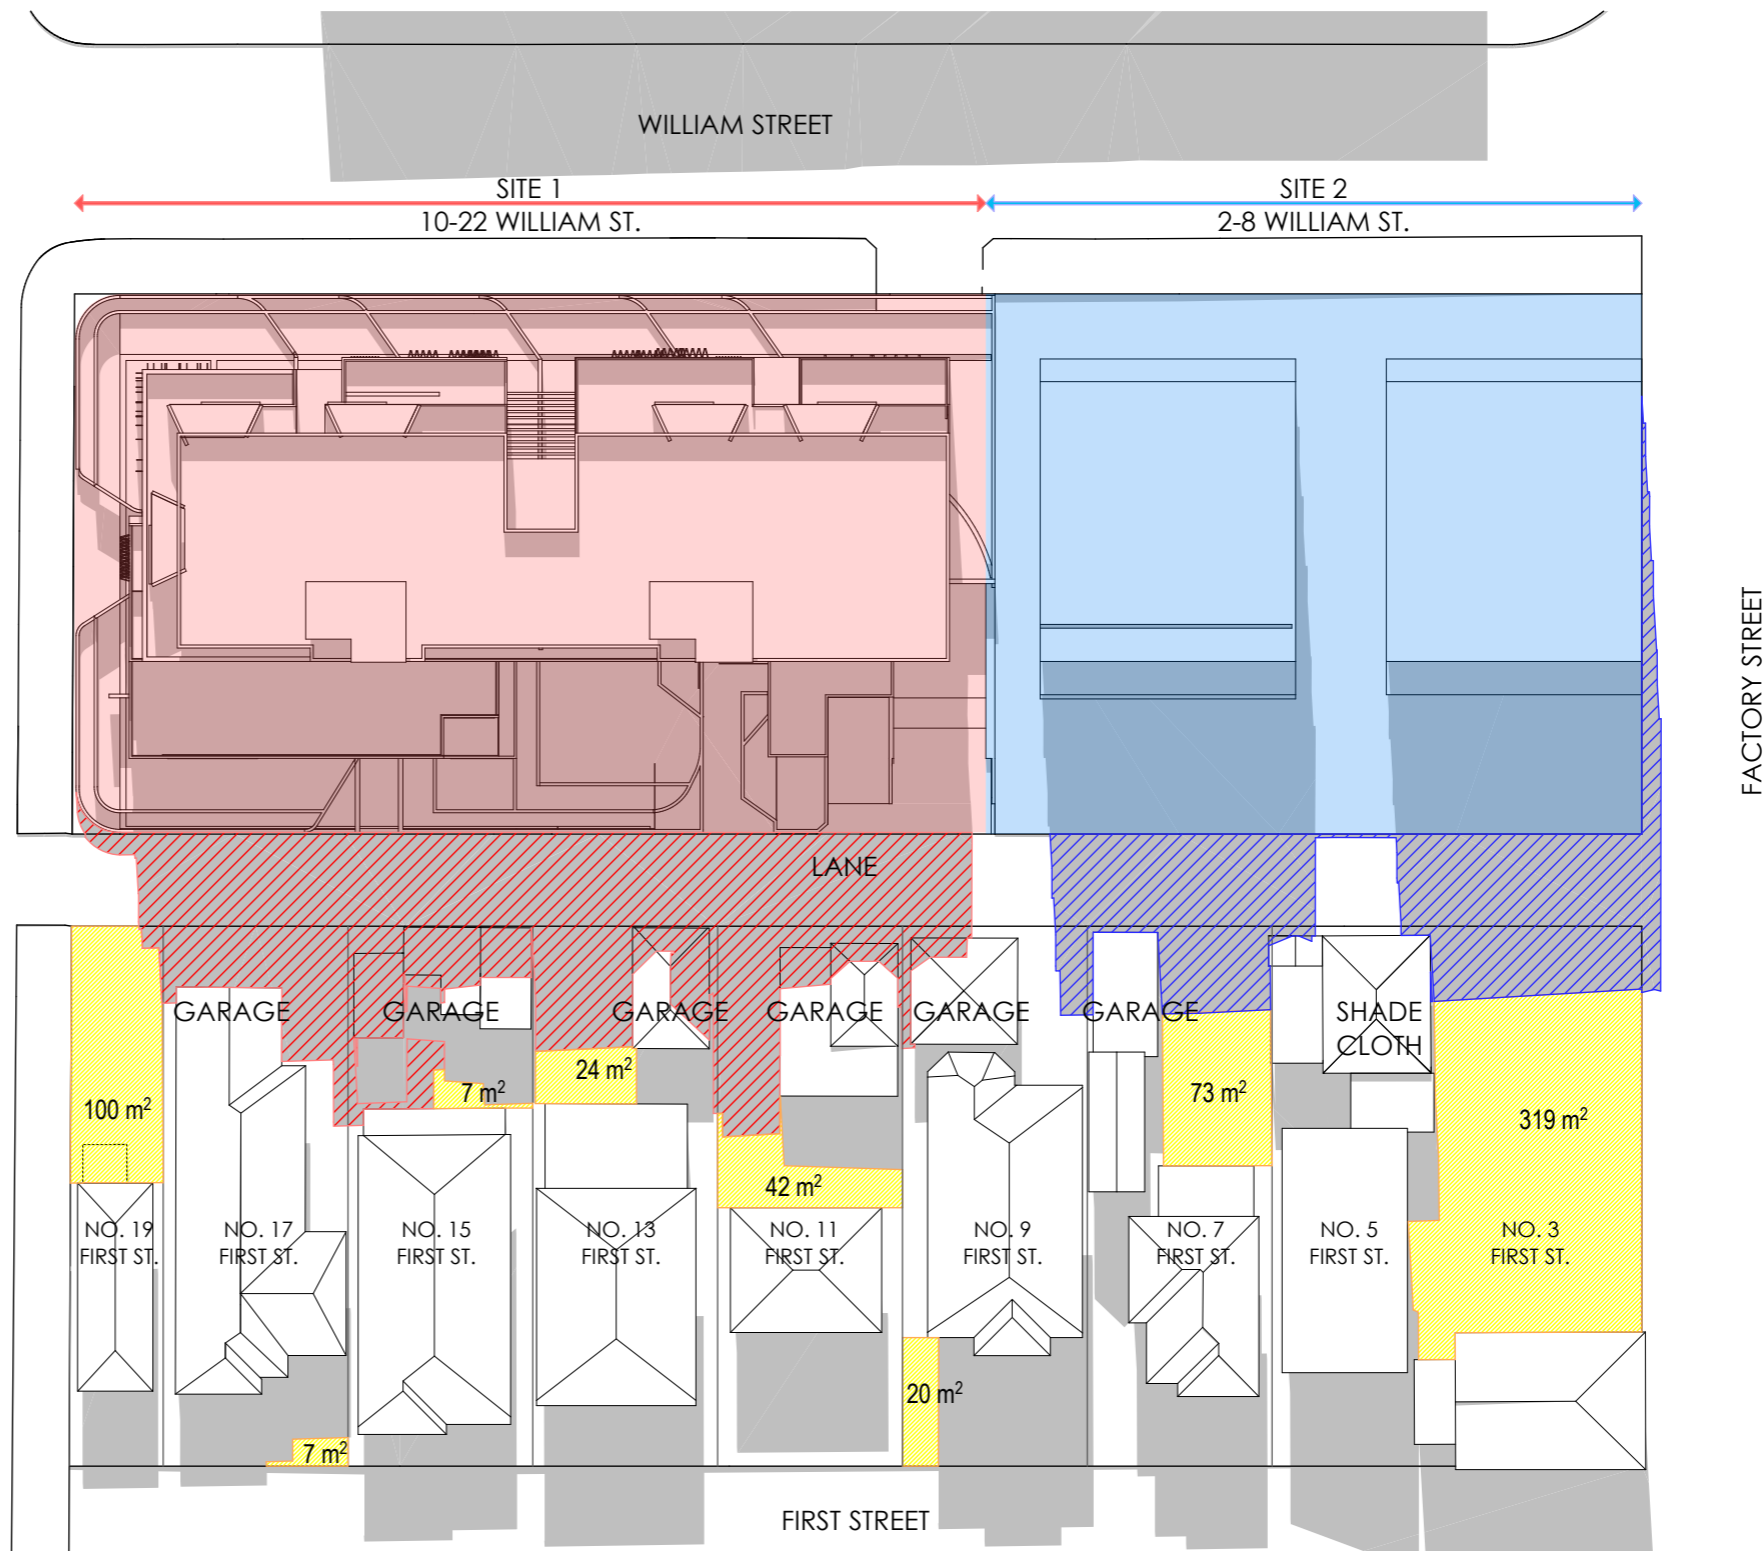 WILLIAM STREET
SITE 1
10-22 WILLIAM ST.
SITE 2
2-8 WILLIAM ST.
FACTORY STREET
LANE
GARAGE
GARAGE
GARAGE
GARAGE
GARAGE
GARAGE
SHADE
CLOTH
100 m²
7 m²
24 m²
42 m²
73 m²
319 m²
NO. 19
FIRST ST.
NO. 17
FIRST ST.
NO. 15
FIRST ST.
NO. 13
FIRST ST.
NO. 11
FIRST ST.
NO. 9
FIRST ST.
NO. 7
FIRST ST.
NO. 5
FIRST ST.
NO. 3
FIRST ST.
20 m²
7 m²
FIRST STREET